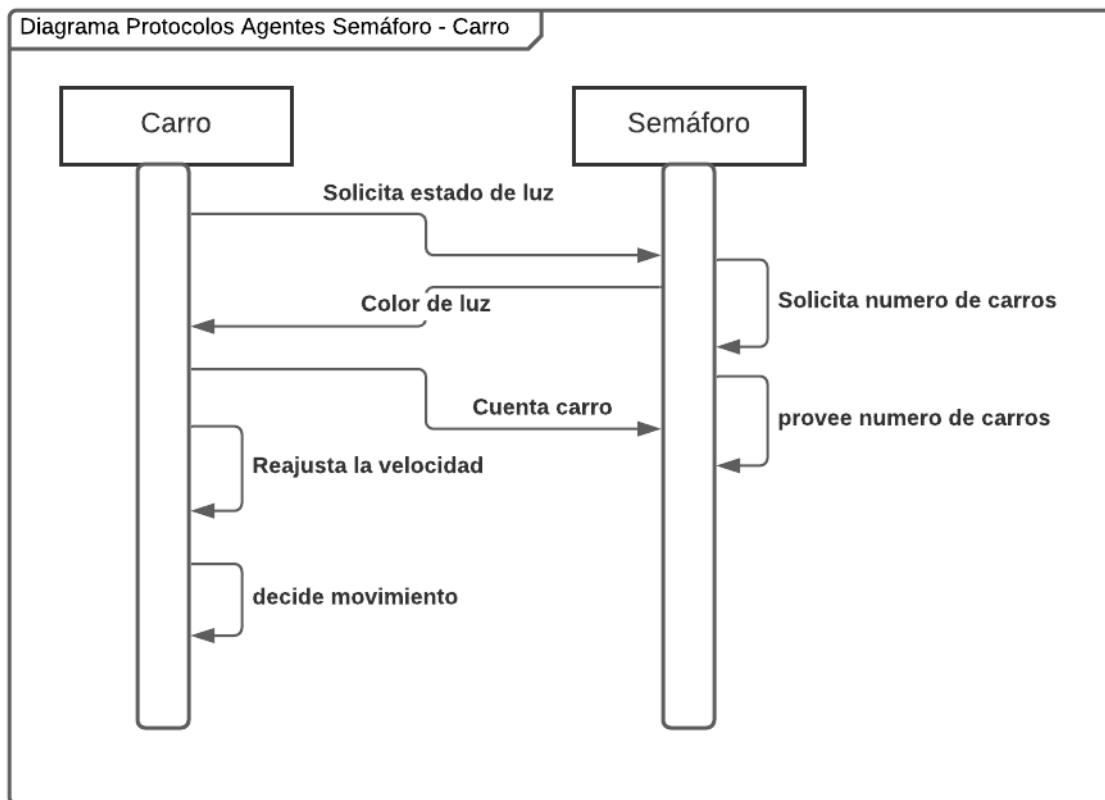 Diagrama Protocolos Agentes Semáforo - Carro
Carro
Semáforo
Solicita estado de luz
Solicita numero de carros
Color de luz
Cuenta carro
provee numero de carros
Reajusta la velocidad
decide movimiento